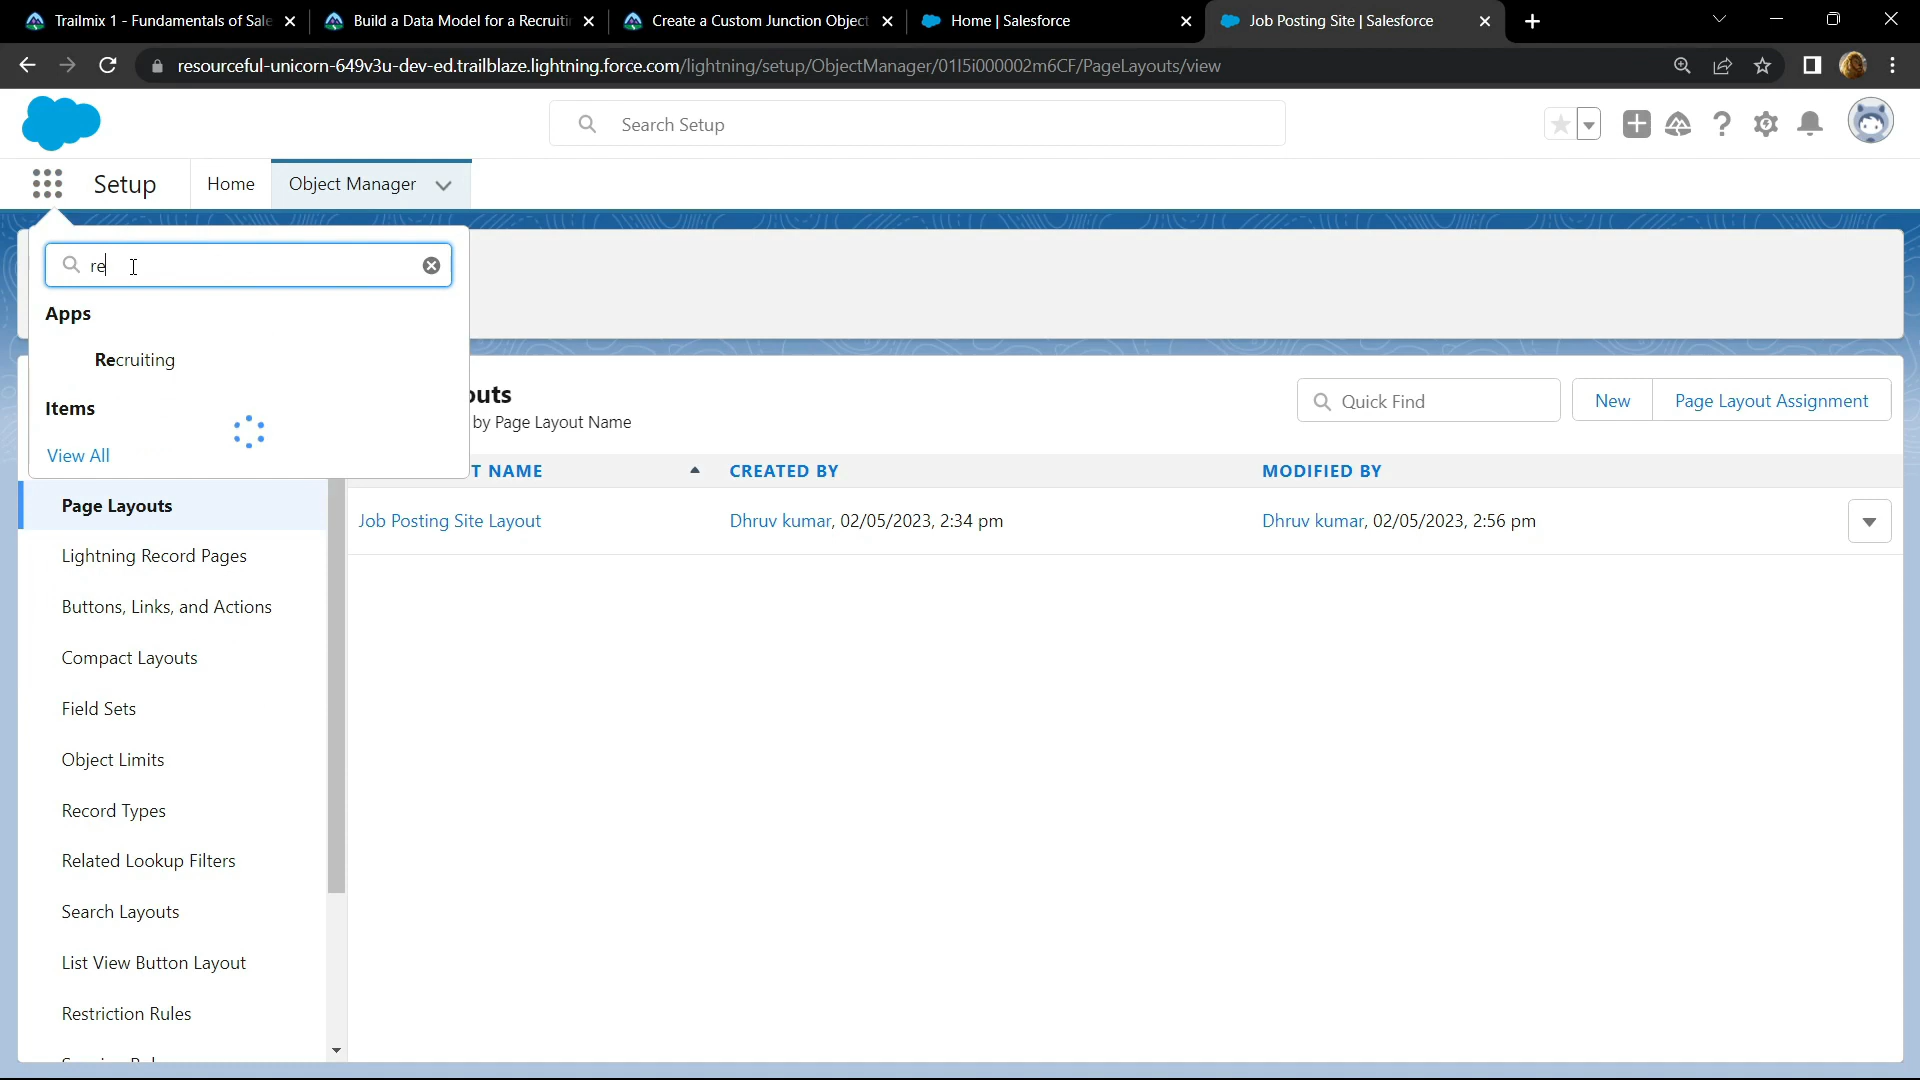 Trailmix 1 - Fundamentals of Sale
Build a Data Model for a Recruitin
Create a Custom Junction Object
Home | Salesforce
Job Posting Site | Salesforce
resourceful-unicorn-649v3u-dev-ed.trailblaze.lightning.force.com/lightning/setup/ObjectManager/01I5i000002m6CF/PageLayouts/view
Search Setup
Setup
Home
Object Manager
re
Apps
Recruiting
Items
View All
outs
by Page Layout Name
Quick Find
New
Page Layout Assignment
T NAME
CREATED BY
MODIFIED BY
Job Posting Site Layout
Dhruv kumar, 02/05/2023, 2:34 pm
Dhruv kumar, 02/05/2023, 2:56 pm
Page Layouts
Lightning Record Pages
Buttons, Links, and Actions
Compact Layouts
Field Sets
Object Limits
Record Types
Related Lookup Filters
Search Layouts
List View Button Layout
Restriction Rules